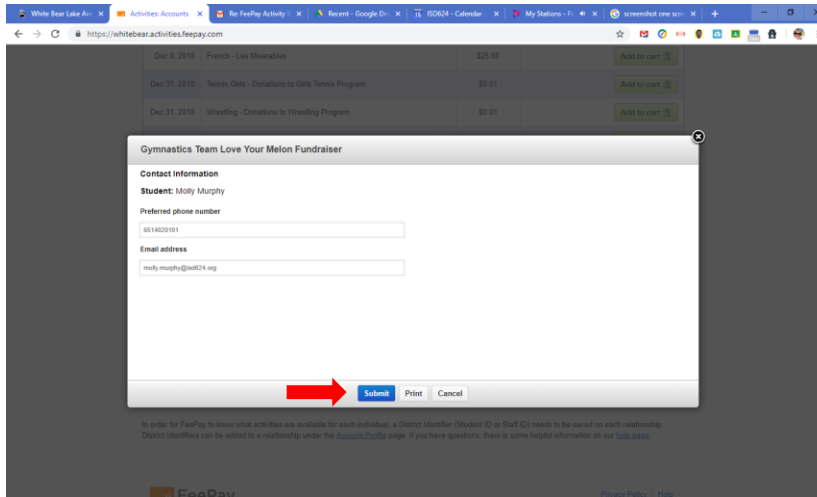 White Bear Lake Are
Activities: Accounts
Re: FeePay Activity S
Recent - Google Dri
ISD624 - Calendar -
My Stations - P
screenshot one scre
https://whitebear.activities.feepay.com
Dec 8, 2018 French - Les Miserables $25.00 Add to cart
Dec 31, 2018 Tennis Girls - Donations to Girls Tennis Program $0.01 Add to cart
Dec 31, 2018 Wrestling - Donations to Wrestling Program $0.01 Add to cart
Gymnastics Team Love Your Melon Fundraiser
Contact Information
Student: Molly Murphy
Preferred phone number
6514020101
Email address
molly.murphy@isd624.org
Submit Print Cancel
In order for FeePay to know what activities are available for each individual, a District Identifier (Student ID or Staff ID) needs to be saved on each relationship.
District Identifiers can be added to a relationship under the Account Profile page. If you have questions, there is some helpful information on our help page.
FeePay
Privacy Policy Help